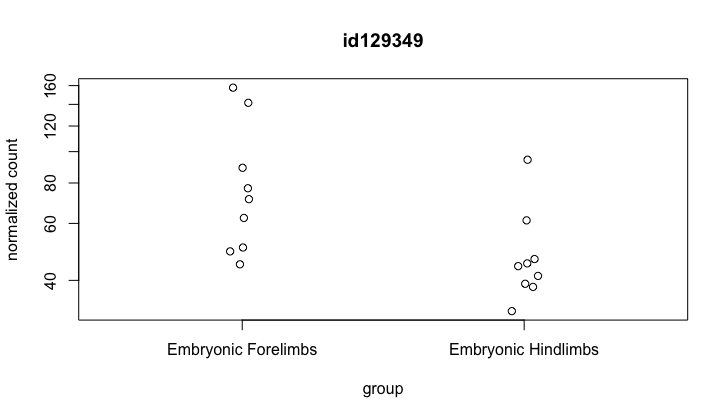 id129349
normalized count
160
120
80
60
40
Embryonic Forelimbs
Embryonic Hindlimbs
group